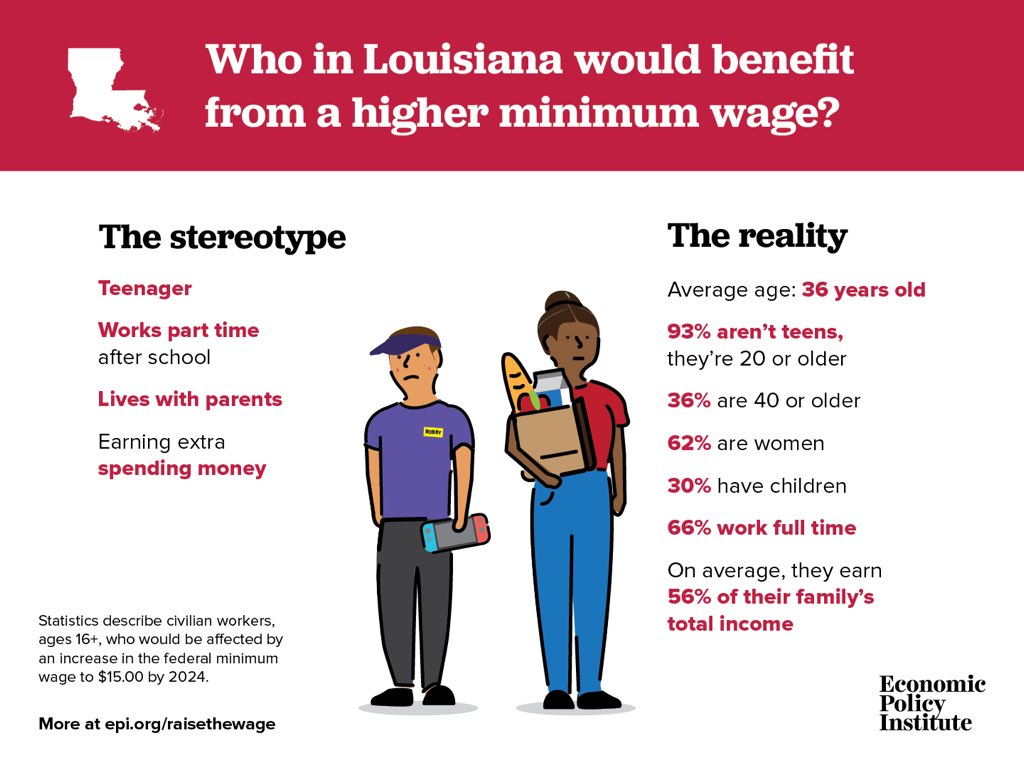 Who in Louisiana would benefit
from a higher minimum wage?
The stereotype
Teenager
Works part time
after school
Lives with parents
Earning extra
spending money
BOBBY
The reality
Average age: 36 years old
93% aren’t teens,
they’re 20 or older
36% are 40 or older
62% are women
30% have children
66% work full time
On average, they earn
56% of their family’s
total income
Statistics describe civilian workers,
ages 16+, who would be affected by
an increase in the federal minimum
wage to $15.00 by 2024.
More at epi.org/raisethewage
Economic
Policy
Institute